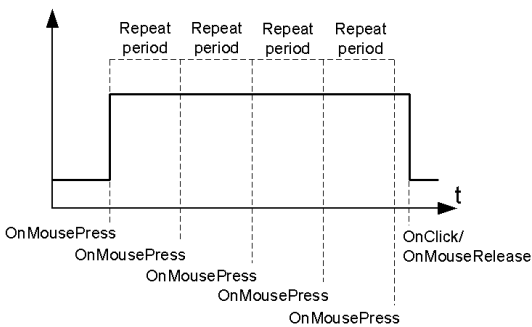 Repeat period
Repeat period
Repeat period
Repeat period
t
OnMousePress
OnMousePress
OnMousePress
OnMousePress
OnMousePress
OnClick/
OnMouseRelease